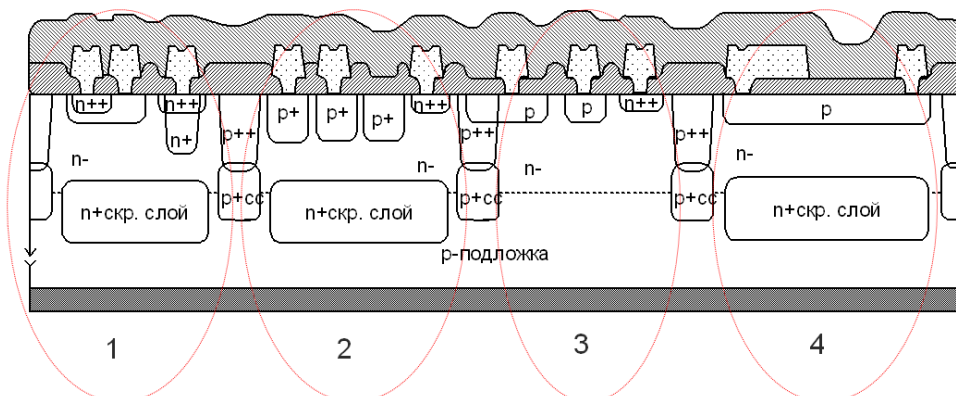 n++ n++ p+ p+ p+ n++ p p n++ p
n+ p++ p++ p++
n- n- n- n-
p+cc p+cc p+cc
n+скр. слой n+скр. слой n+скр. слой
р-подложка
1 2 3 4